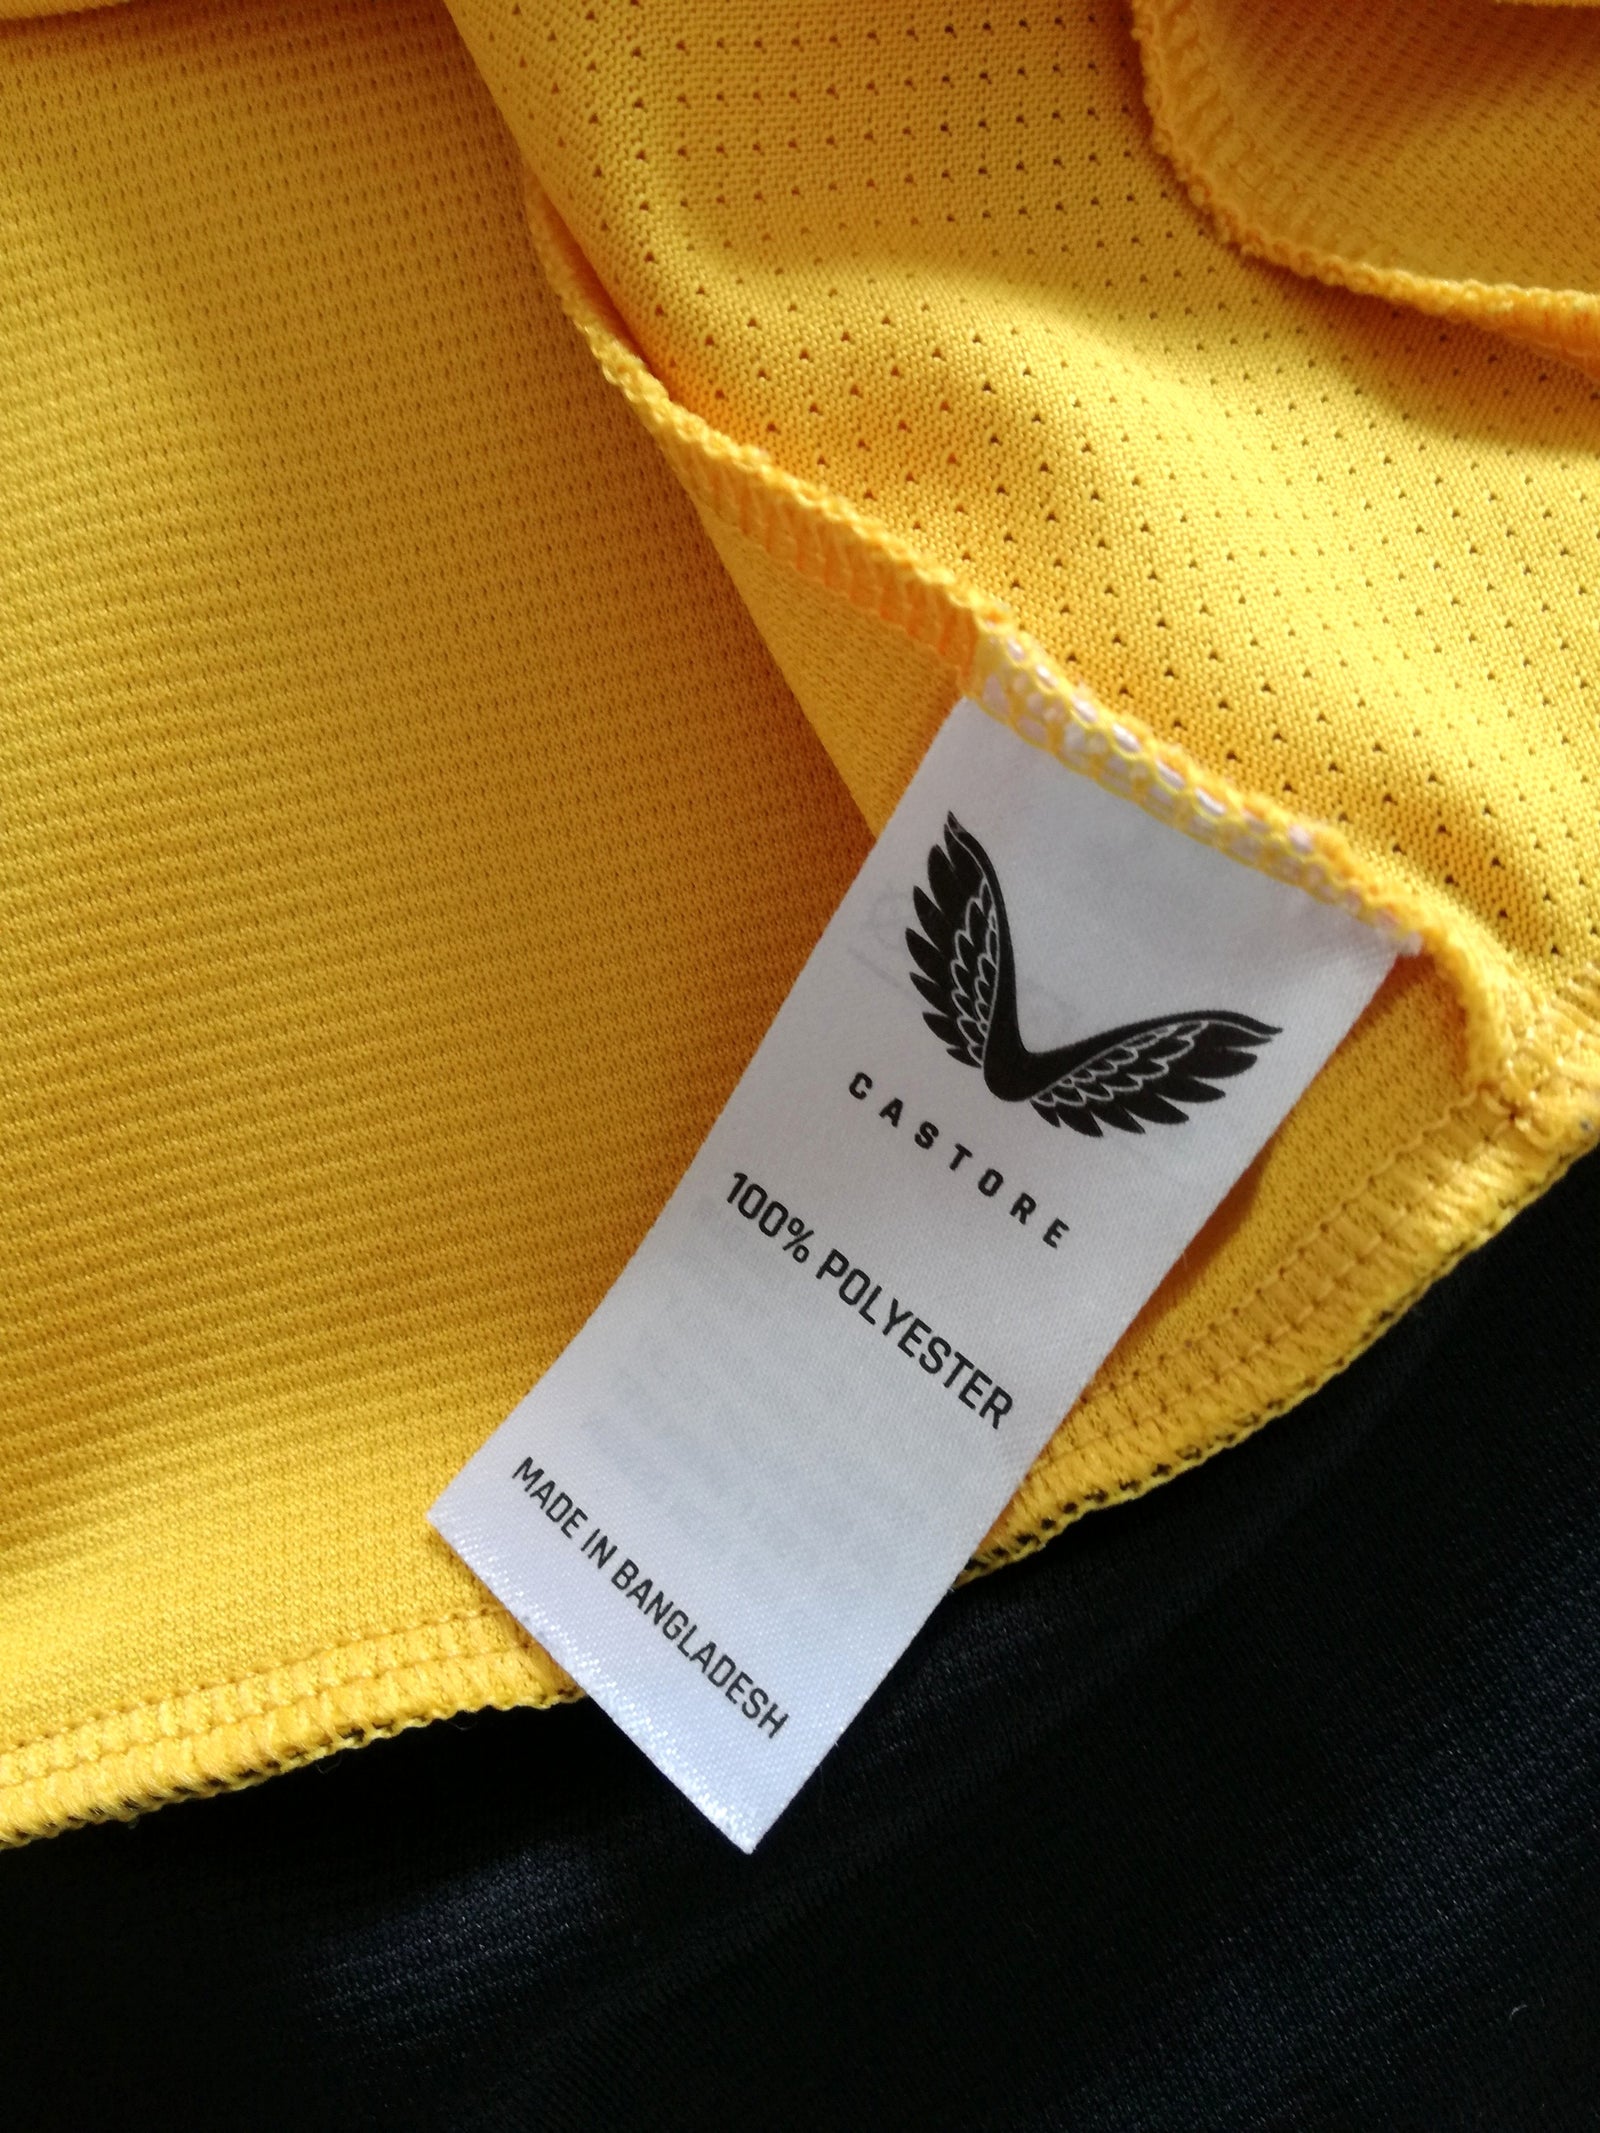 CASTORE
100% POLYESTER
MADE IN BANGLADESH